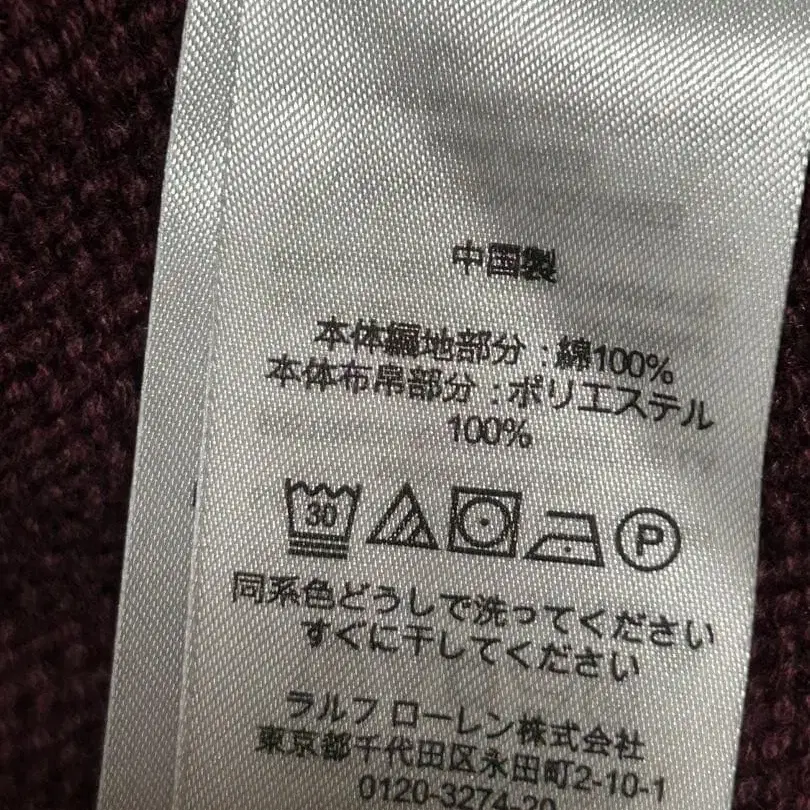 中国製
本体編地部分：綿100%
本体布帛部分：ポリエステル
100%
30
P
同系色どうしで洗ってください
すぐに干してください
ラルフ ローレン株式会社
東京都千代田区永田町2-10-1
0120-3274-20